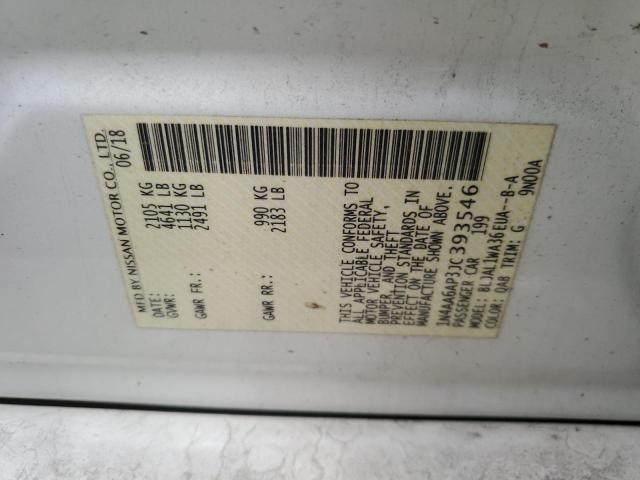 MFD BY NISSAN MOTOR CO., LTD.
DATE: 06/18
GVWR: 2105 KG
4641 LB
GAWR FR.: 1130 KG
2491 LB
GAWR RR.: 990 KG
2183 LB
THIS VEHICLE CONFORMS TO
ALL APPLICABLE FEDERAL
MOTOR VEHICLE SAFETY,
BUMPER, AND THEFT
PREVENTION STANDARDS IN
EFFECT ON THE DATE OF
MANUFACTURE SHOWN ABOVE.
1N4AA6AP3JC393546
PASSENGER CAR 199
MODEL: BLJALlWA36EUA--B-A
COLOR: QAB TRIM: G 9N00A